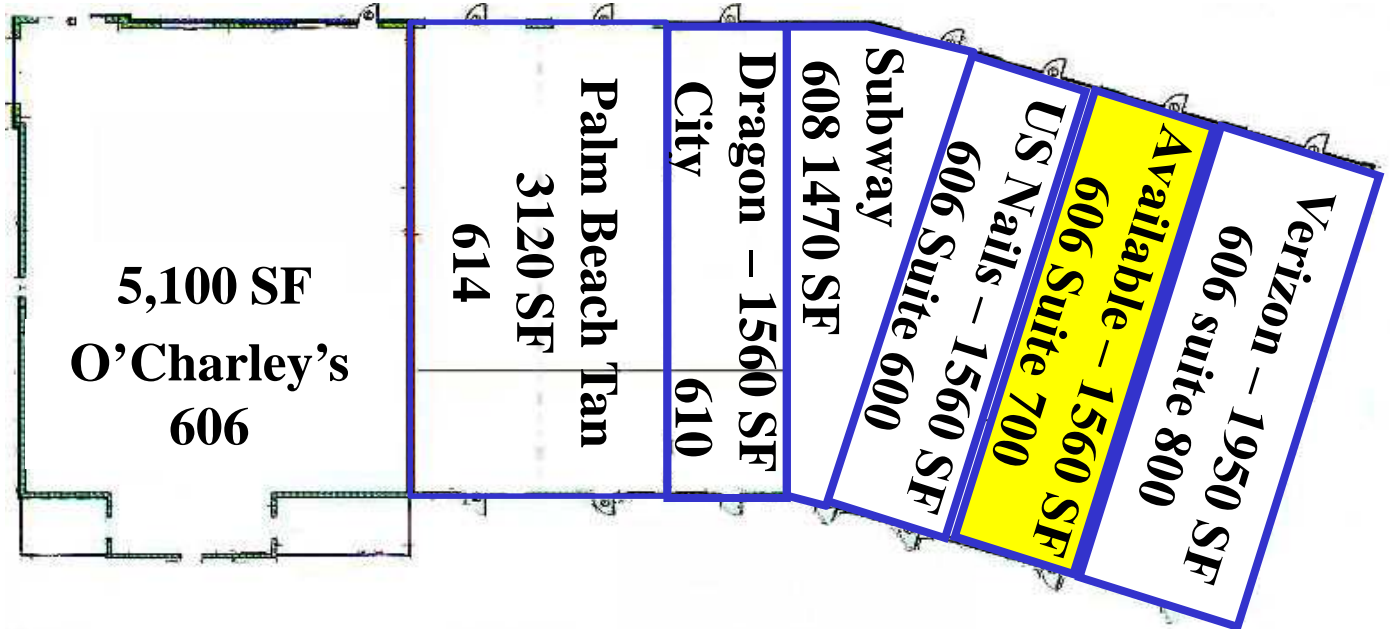 5,100 SF
O’Charley’s
606
Palm Beach Tan
3120 SF
614
Dragon – 1560 SF
City 610
Subway
608 1470 SF
US Nails – 1560 SF
606 Suite 600
Available – 1560 SF
606 Suite 700
Verizon – 1950 SF
606 suite 800